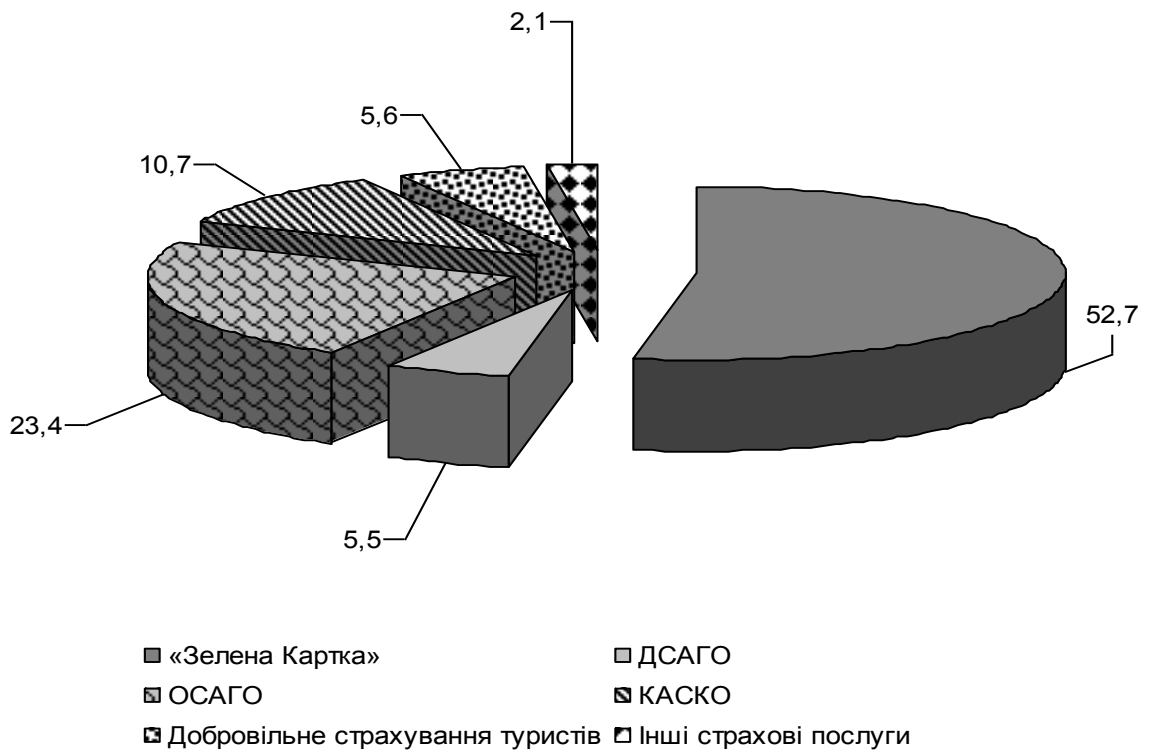 2,1
5,6
10,7
52,7
23,4
5,5
«Зелена Картка» ДСАГО
ОСАГО КАСКО
Добровільне страхування туристів Інші страхові послуги